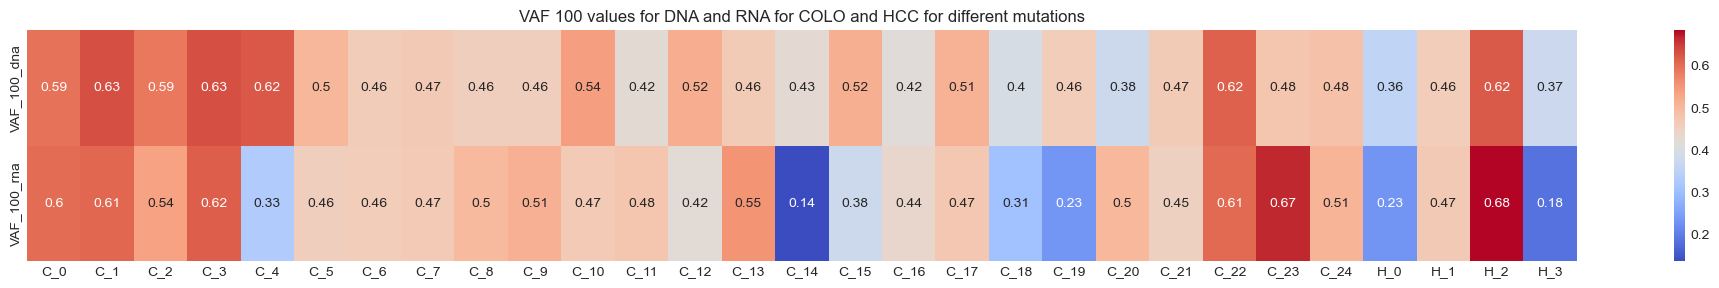 VAF 100 values for DNA and RNA for COLO and HCC for different mutations
VAF_100_dna
0.59 0.63 0.59 0.63 0.62 0.5 0.46 0.47 0.46 0.46 0.54 0.42 0.52 0.46 0.43 0.52 0.42 0.51 0.4 0.46 0.38 0.47 0.62 0.48 0.48 0.36 0.46 0.62 0.37
VAF_100_rna
0.6 0.61 0.54 0.62 0.33 0.46 0.46 0.47 0.5 0.51 0.47 0.48 0.42 0.55 0.14 0.38 0.44 0.47 0.31 0.23 0.5 0.45 0.61 0.67 0.51 0.23 0.47 0.68 0.18
C_0 C_1 C_2 C_3 C_4 C_5 C_6 C_7 C_8 C_9 C_10 C_11 C_12 C_13 C_14 C_15 C_16 C_17 C_18 C_19 C_20 C_21 C_22 C_23 C_24 H_0 H_1 H_2 H_3
0.6
0.5
0.4
0.3
0.2